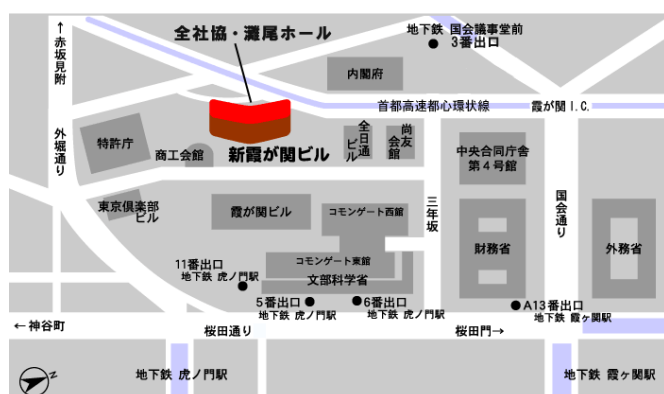 ←赤坂見附
全社協・灘尾ホール
地下鉄 国会議事堂前
3番出口
内閣府
首都高速都心環状線
霞が関 I.C.
外堀通り
特許庁
商工会館
新霞が関ビル
全日通
ビル
尚友
会館
中央合同庁舎
第4号館
東京倶楽部
ビル
霞が関ビル
コモンゲート西館
三年坂
国会通り
財務省
外務省
コモンゲート東館
文部科学省
11番出口
地下鉄 虎ノ門駅
5番出口
地下鉄 虎ノ門駅
6番出口
地下鉄 虎ノ門駅
A13番出口
地下鉄 霞ヶ関駅
←神谷町
桜田通り
桜田門→
N
地下鉄 虎ノ門駅
地下鉄 霞ヶ関駅